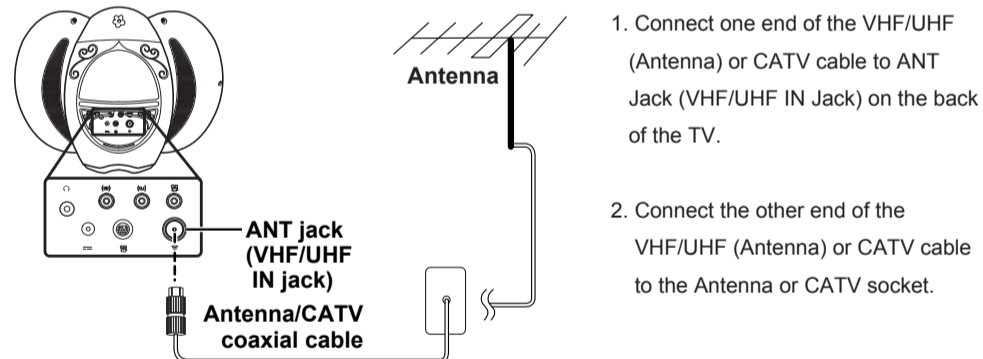 Antenna
ANT jack
(VHF/UHF
IN jack)
Antenna/CATV
coaxial cable
1. Connect one end of the VHF/UHF
(Antenna) or CATV cable to ANT
Jack (VHF/UHF IN Jack) on the back
of the TV.
2. Connect the other end of the
VHF/UHF (Antenna) or CATV cable
to the Antenna or CATV socket.